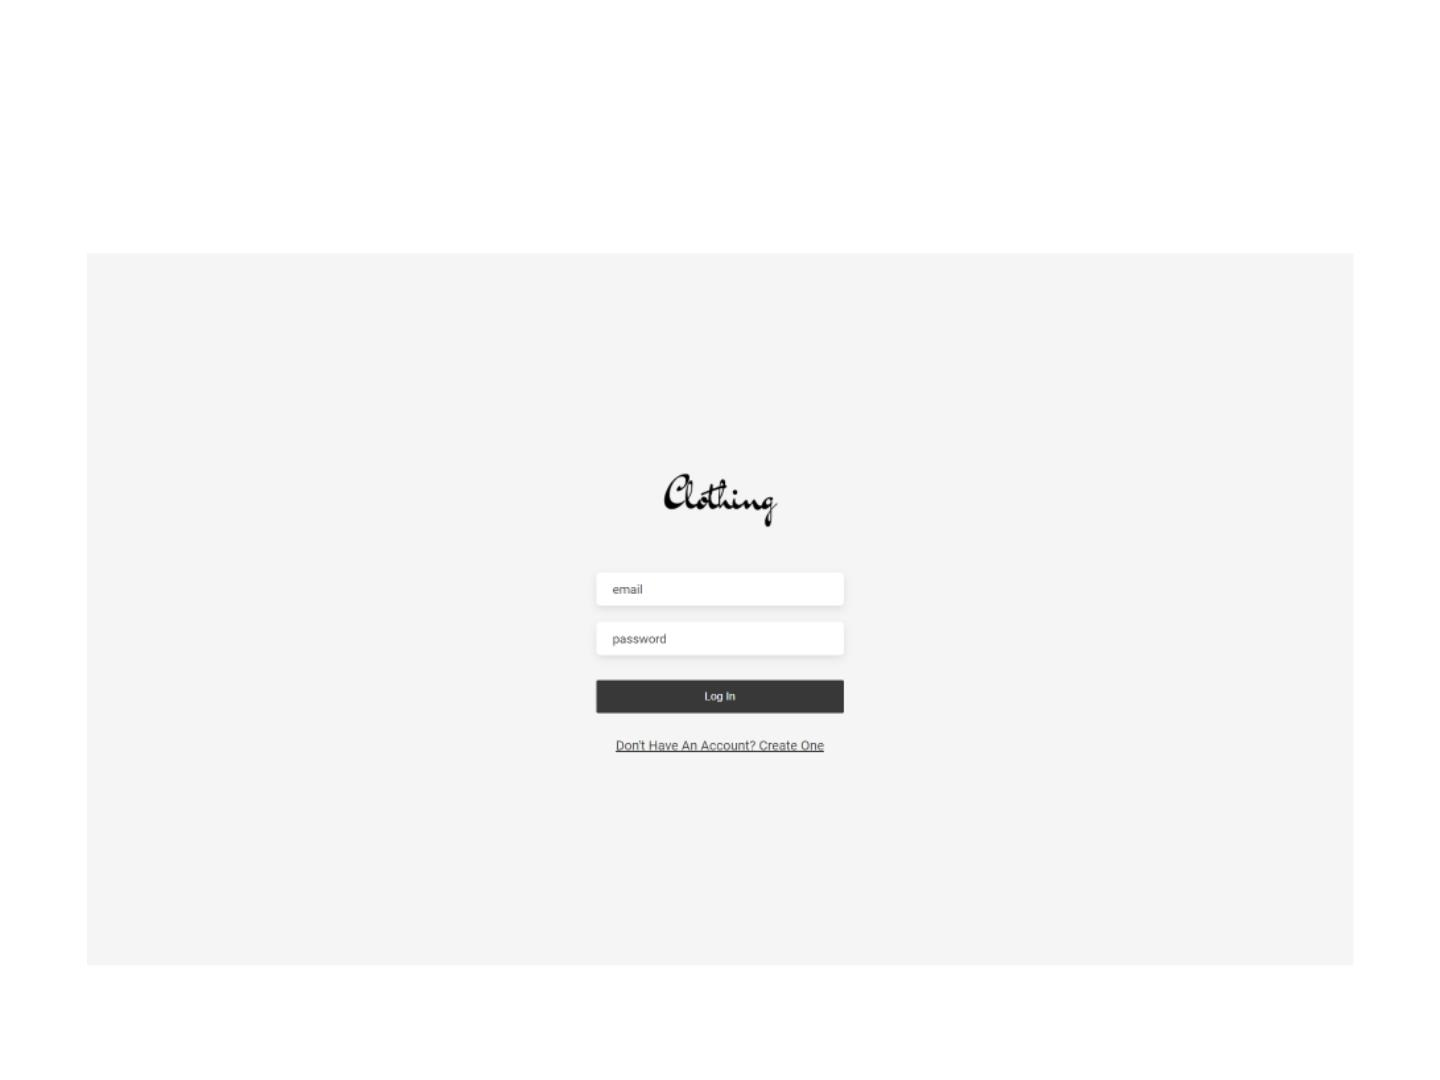 Clothing
email
password
Log In
Don't Have An Account? Create One